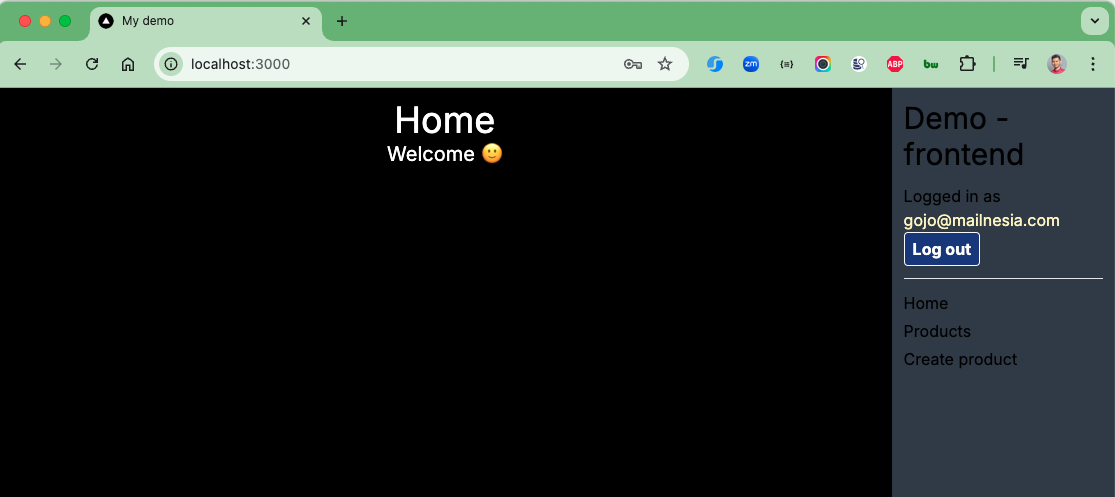 My demo
localhost:3000
zm
{≡}
ABP
bw
Home
Welcome 🙂
Demo -
frontend
Logged in as
gojo@mailnesia.com
Log out
Home
Products
Create product